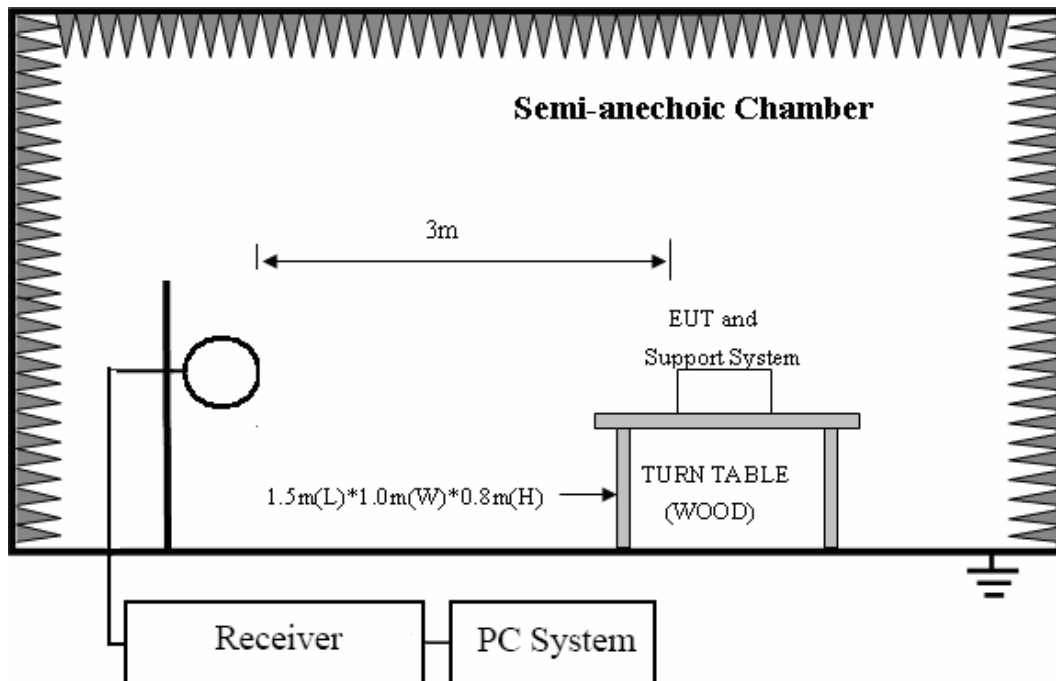 Semi-anechoic Chamber
3m
EUT and
Support System
1.5m(L)*1.0m(W)*0.8m(H)
TURN TABLE
(WOOD)
Receiver
PC System